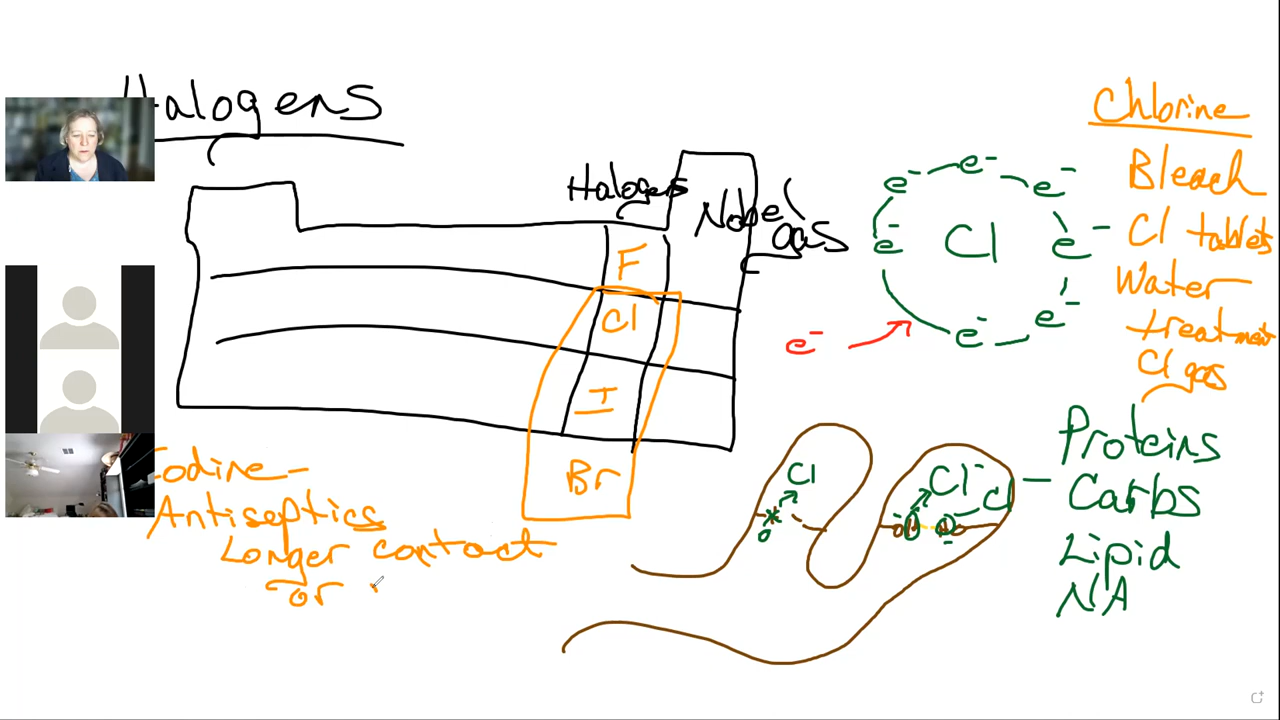 Halogens
Halogens
Nobel
gas
F
Cl
I
Br
e-
e-
e-
e-
Cl
e-
e-
e-
e-
Chlorine
Bleach
Cl tablets
Water
treatment
Cl gas
Iodine -
Antiseptics
Longer contact
or
Cl
Cl-
Cl
Proteins
Carbs
Lipid
NA